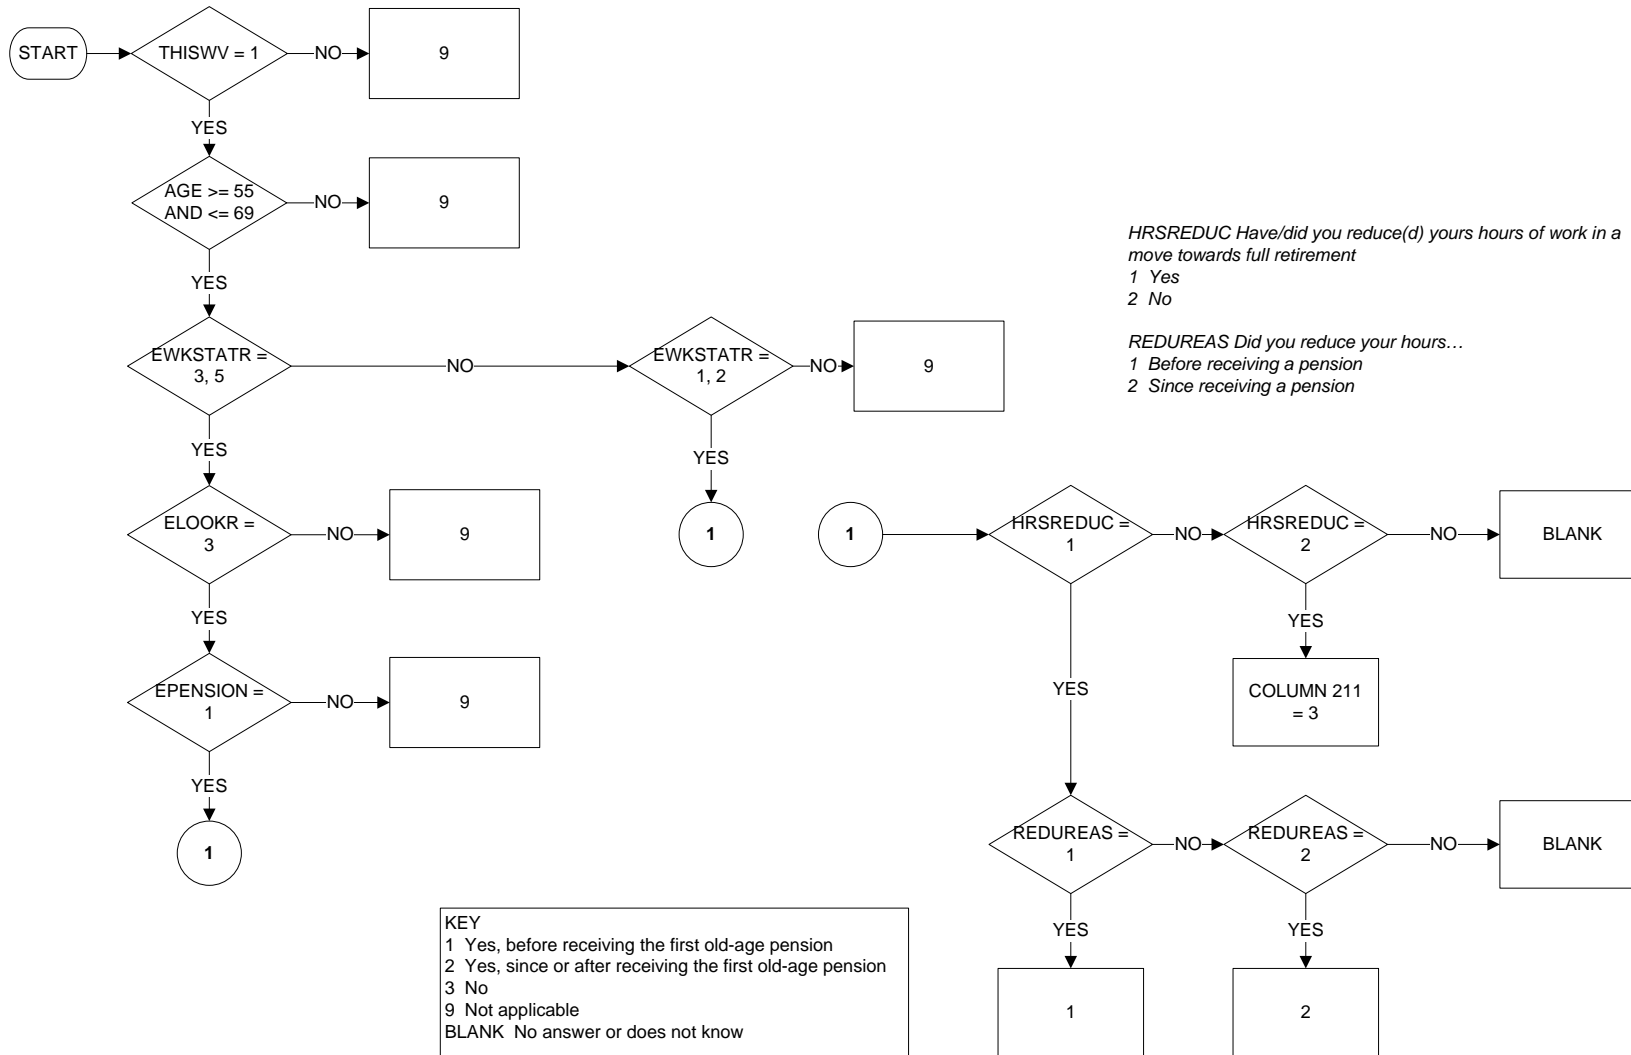 START
THISWV = 1
NO
9
YES
AGE >= 55
AND <= 69
NO
9
YES
EWKSTATR =
3, 5
NO
EWKSTATR =
1, 2
NO
9
YES
1
YES
ELOOKR =
3
NO
9
YES
EPENSION =
1
NO
9
YES
1
HRSREDUC Have/did you reduce(d) yours hours of work in a
move towards full retirement
1 Yes
2 No
REDUREAS Did you reduce your hours…
1 Before receiving a pension
2 Since receiving a pension
1
HRSREDUC =
1
NO
HRSREDUC =
2
NO
BLANK
YES
COLUMN 211
= 3
YES
REDUREAS =
1
NO
REDUREAS =
2
NO
BLANK
YES
1
YES
2
KEY
1 Yes, before receiving the first old-age pension
2 Yes, since or after receiving the first old-age pension
3 No
9 Not applicable
BLANK No answer or does not know